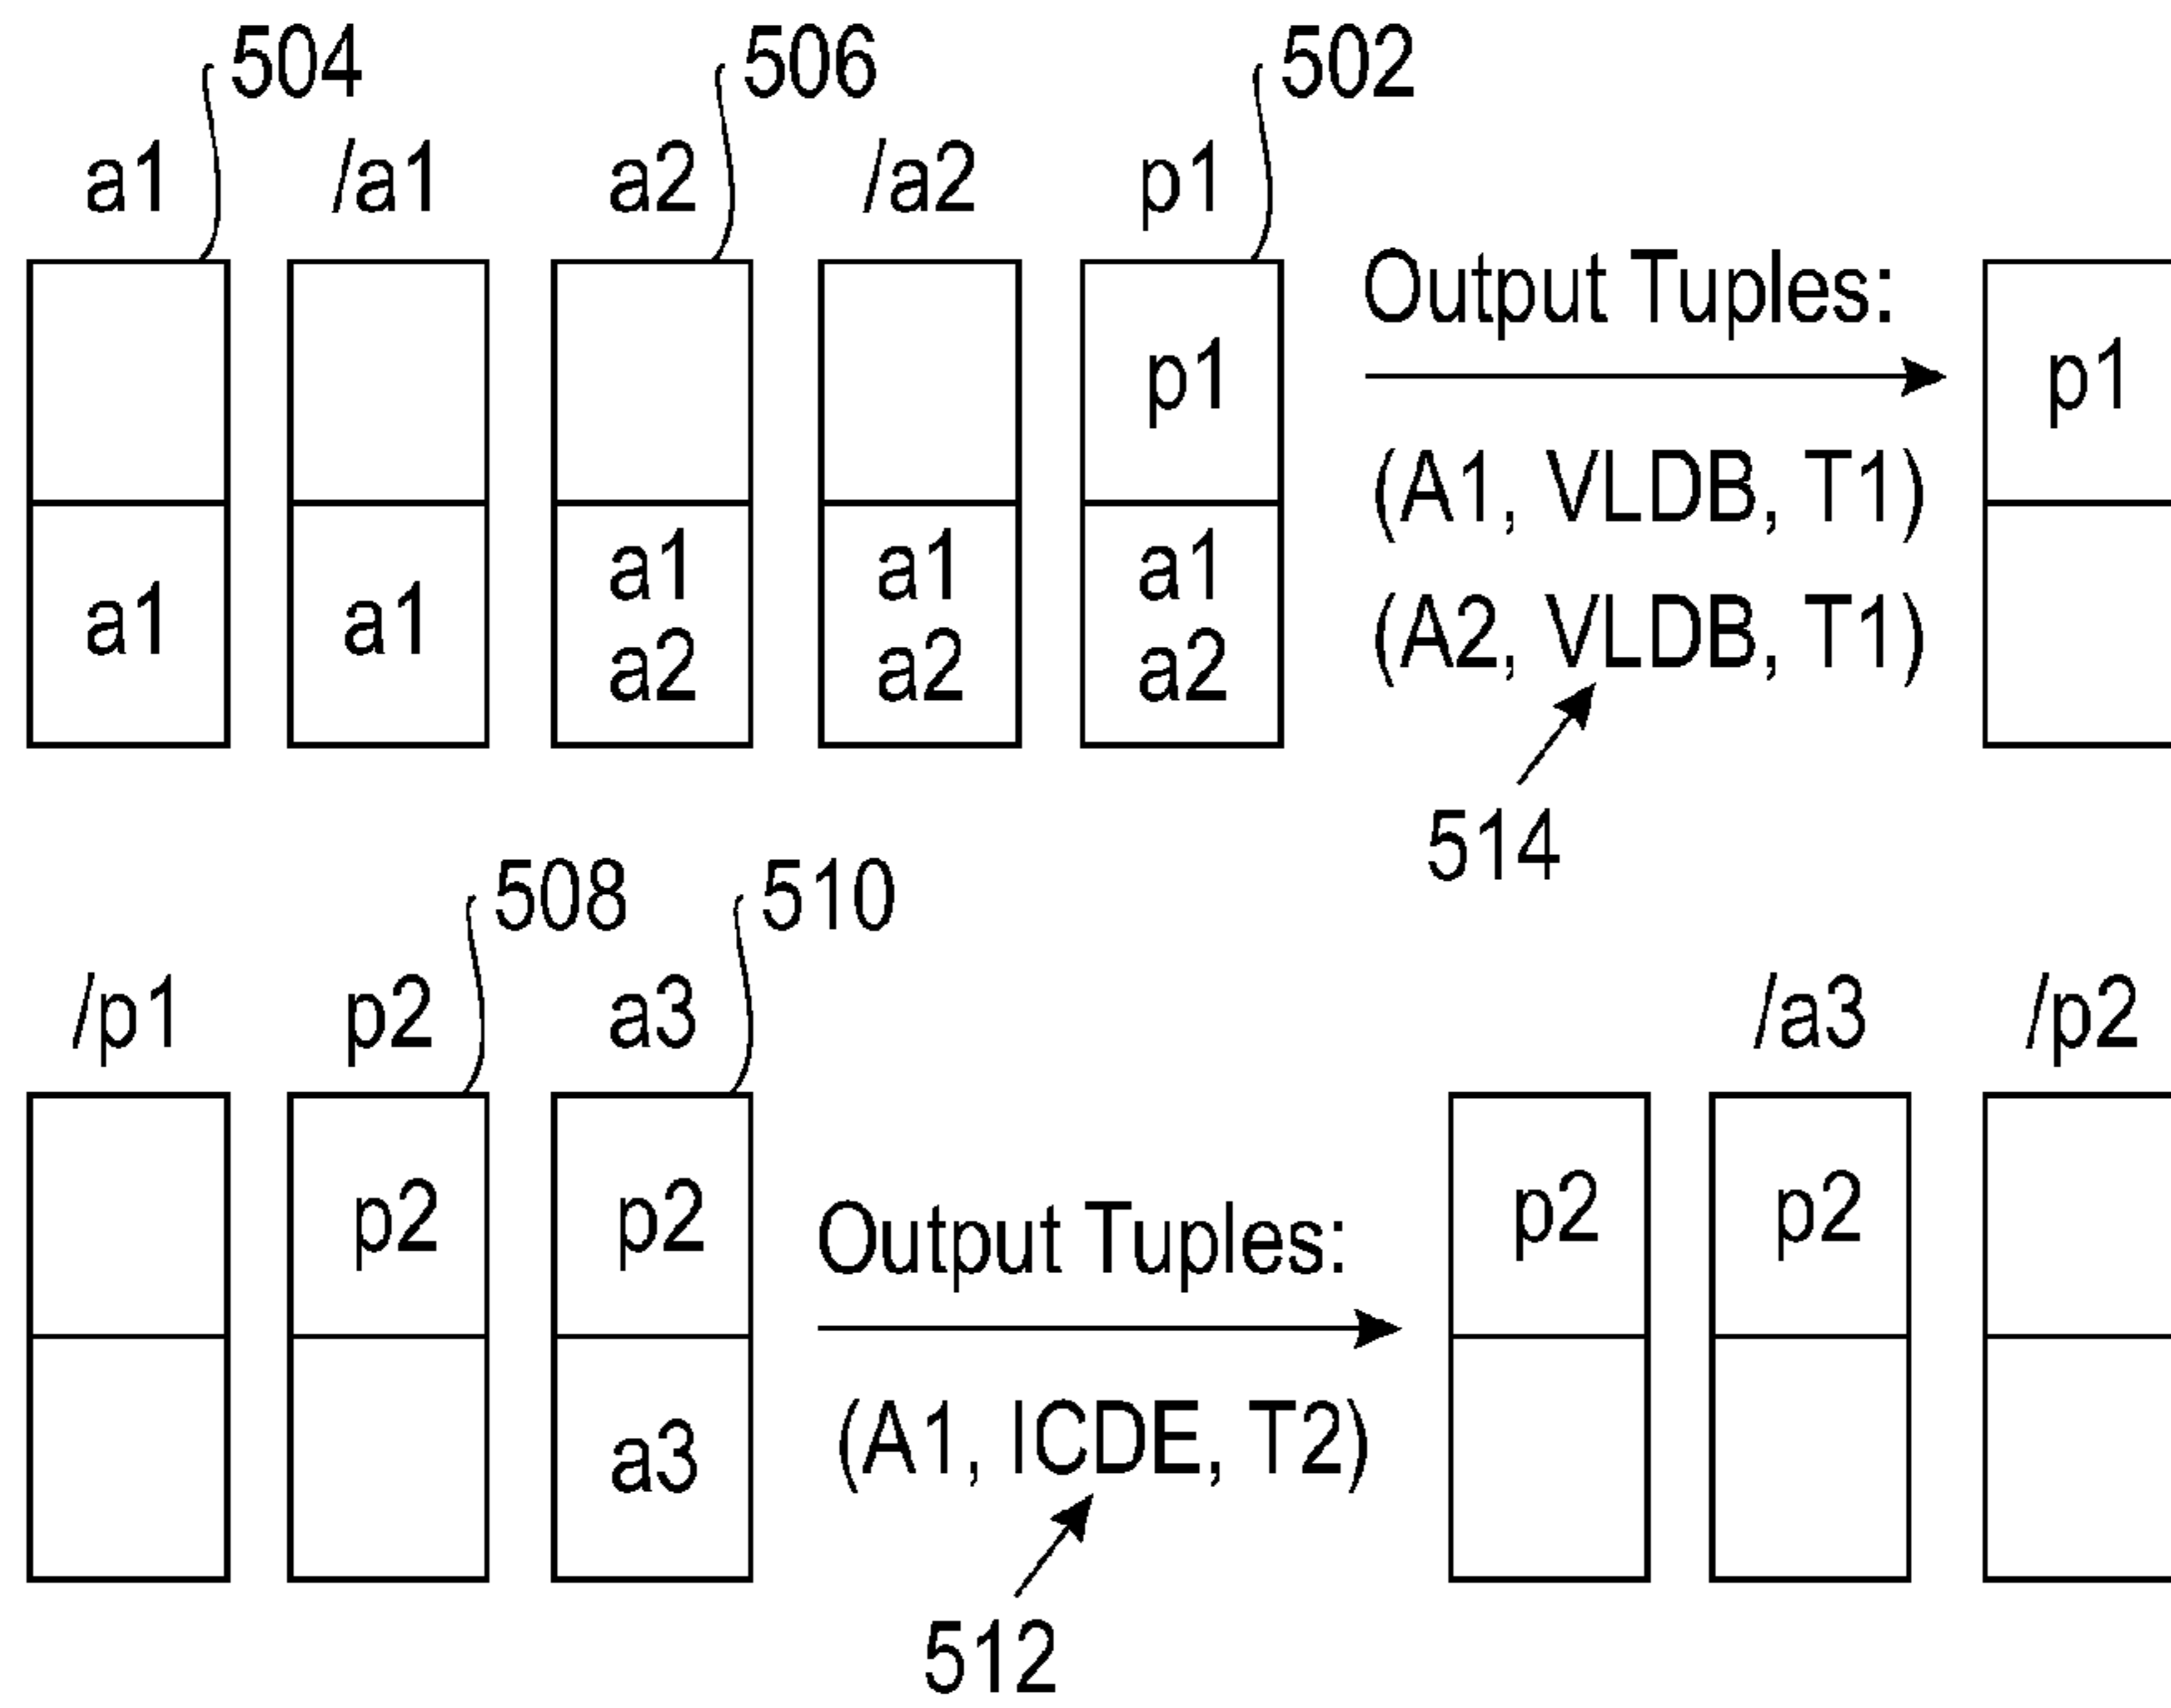 504 506 502
a1 /a1 a2 /a2 p1
Output Tuples:
p1 p1
(A1, VLDB, T1)
a1 a1 a1
a1 a1
(A2, VLDB, T1)
a2 a2 a2
514
508 510
/p1 p2 a3 /a3 /p2
p2 p2 p2 p2
Output Tuples:
(A1, ICDE, T2)
a3
512